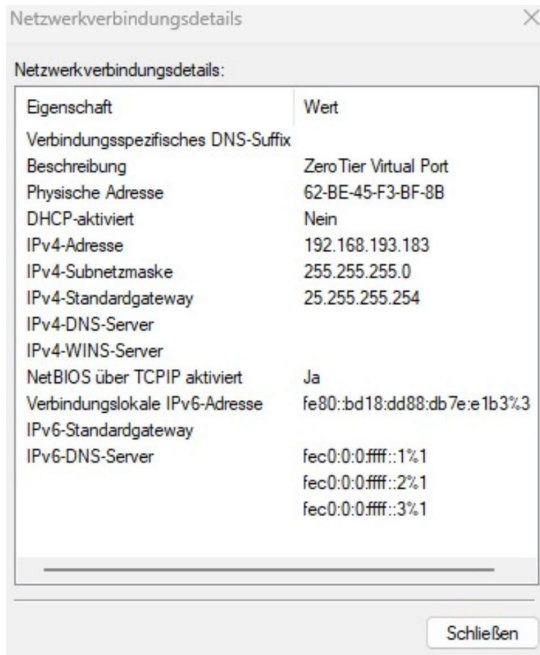 Netzwerkverbindungsdetails
Netzwerkverbindungsdetails:
Eigenschaft Wert
Verbindungsspezifisches DNS-Suffix
Beschreibung ZeroTier Virtual Port
Physische Adresse 62-BE-45-F3-BF-8B
DHCP-aktiviert Nein
IPv4-Adresse 192.168.193.183
IPv4-Subnetzmaske 255.255.255.0
IPv4-Standardgateway 25.255.255.254
IPv4-DNS-Server
IPv4-WINS-Server
NetBIOS über TCPIP aktiviert Ja
Verbindungslokale IPv6-Adresse fe80::bd18:dd88:db7e:e1b3%3
IPv6-Standardgateway
IPv6-DNS-Server fec0:0:0:ffff::1%1
fec0:0:0:ffff::2%1
fec0:0:0:ffff::3%1
Schließen